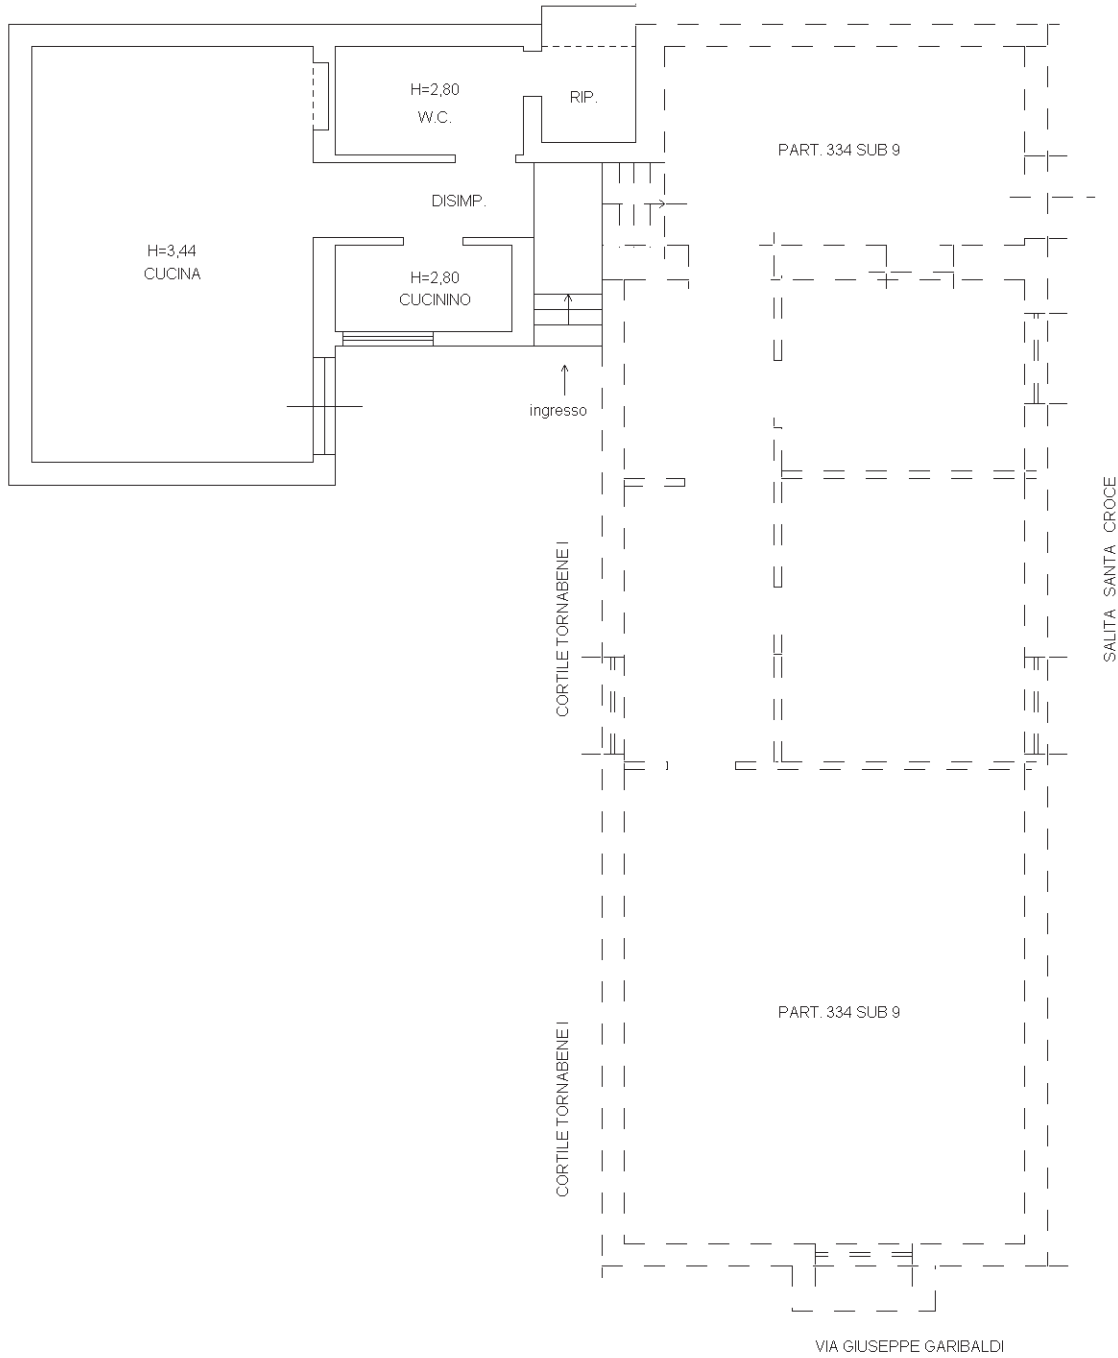 H=2,80
W.C.
RIP.
PART. 334 SUB 9
DISIMP.
H=3,44
CUCINA
H=2,80
CUCININO
ingresso
CORTILE TORNABENE I
SALITA SANTA CROCE
PART. 334 SUB 9
CORTILE TORNABENE I
VIA GIUSEPPE GARIBALDI